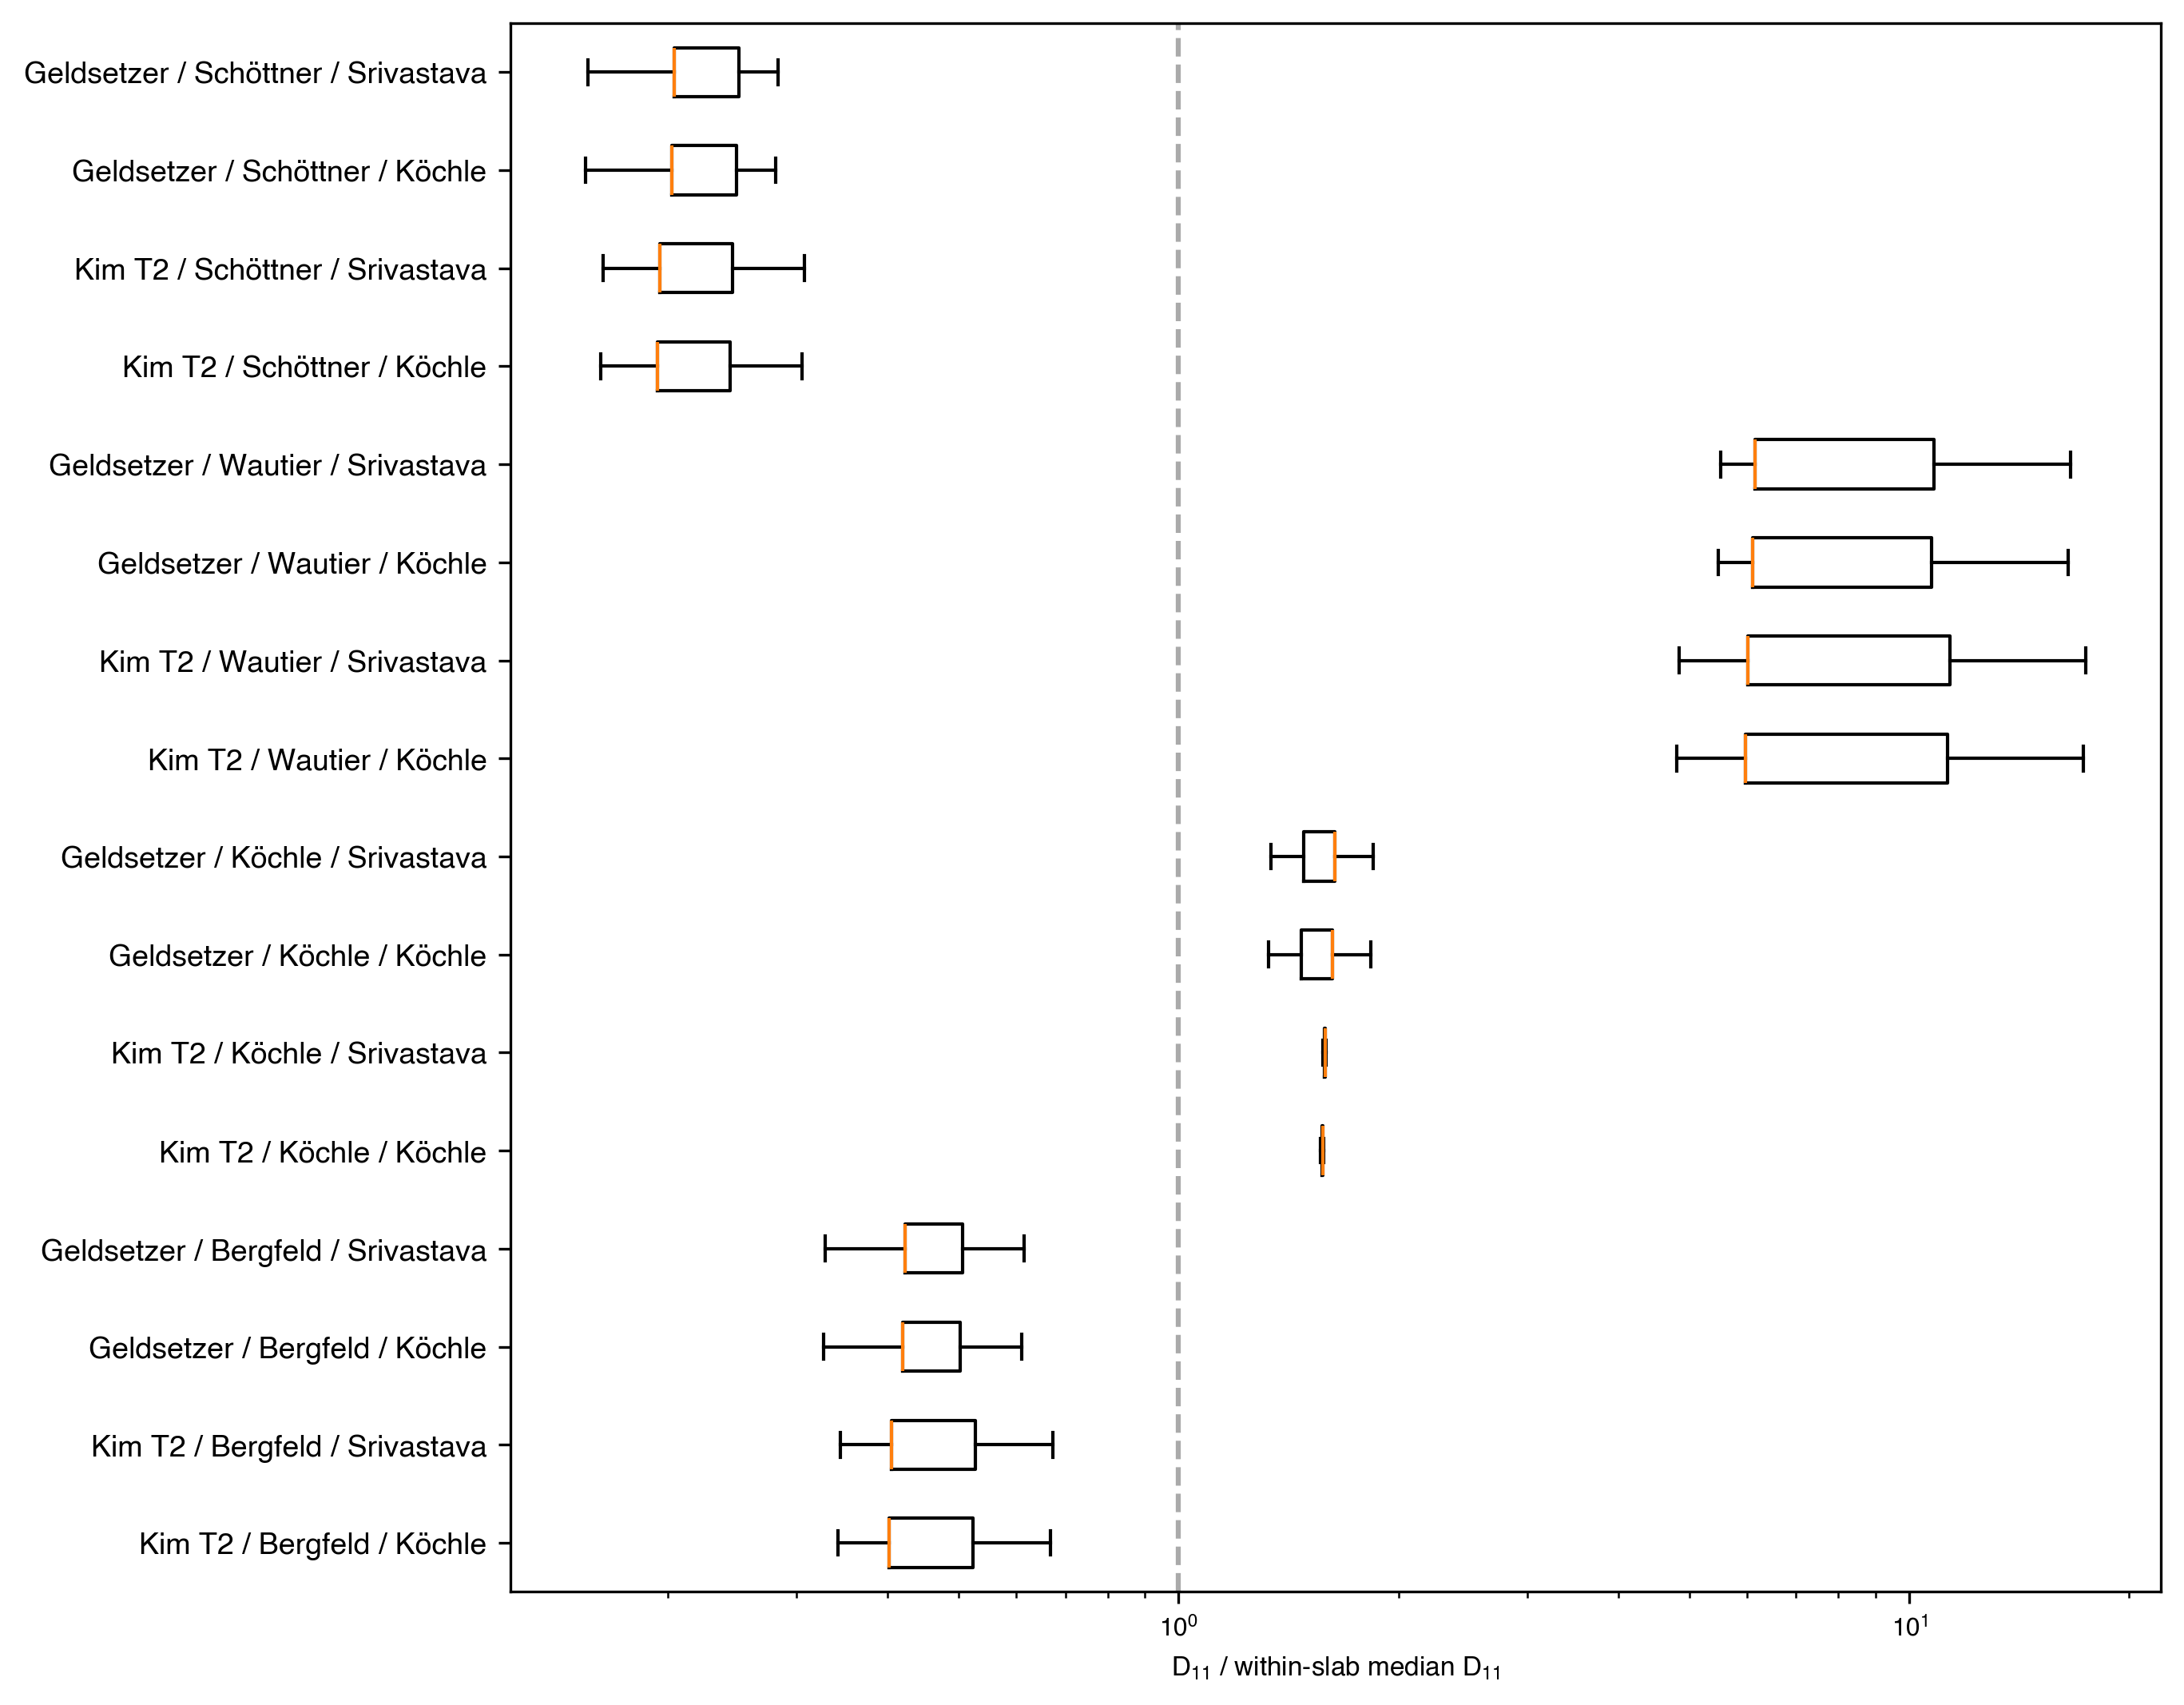 Geldsetzer / Schöttner / Srivastava
Geldsetzer / Schöttner / Köchle
Kim T2 / Schöttner / Srivastava
Kim T2 / Schöttner / Köchle
Geldsetzer / Wautier / Srivastava
Geldsetzer / Wautier / Köchle
Kim T2 / Wautier / Srivastava
Kim T2 / Wautier / Köchle
Geldsetzer / Köchle / Srivastava
Geldsetzer / Köchle / Köchle
Kim T2 / Köchle / Srivastava
Kim T2 / Köchle / Köchle
Geldsetzer / Bergfeld / Srivastava
Geldsetzer / Bergfeld / Köchle
Kim T2 / Bergfeld / Srivastava
Kim T2 / Bergfeld / Köchle
10⁰ 10¹
D₁₁ / within-slab median D₁₁